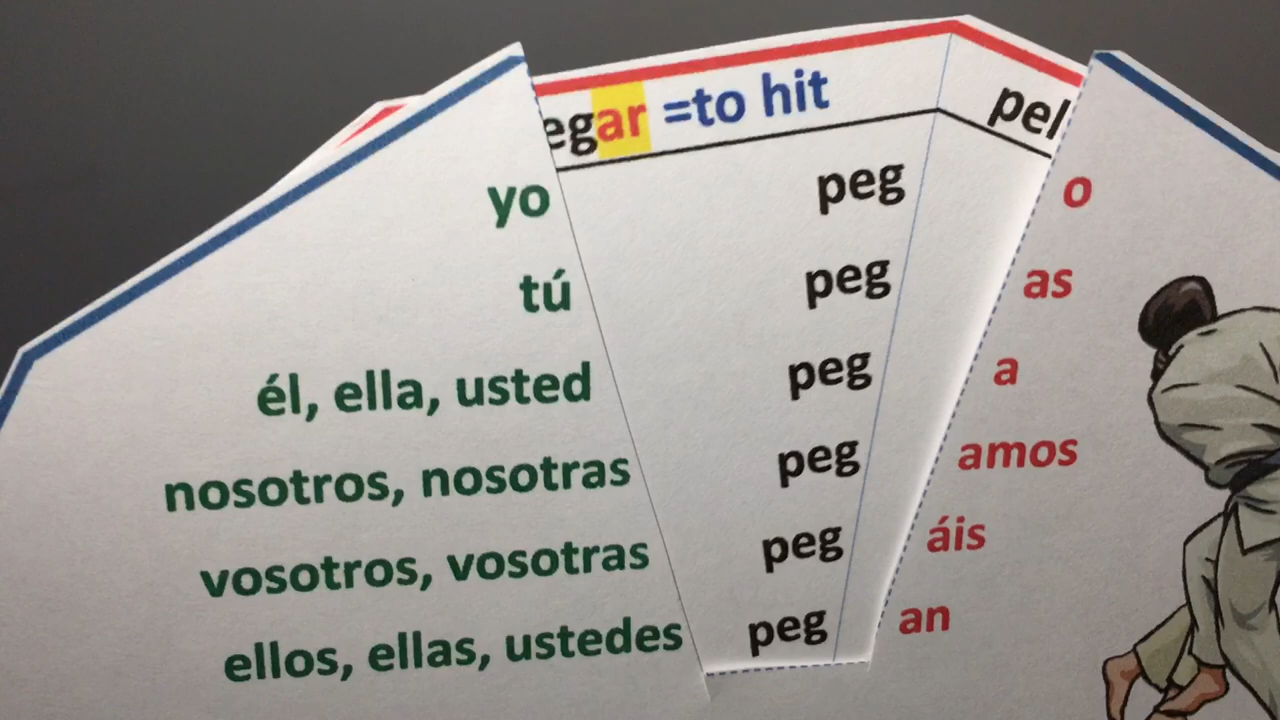 egar =to hit pel
yo peg o
tú peg as
él, ella, usted peg a
nosotros, nosotras peg amos
vosotros, vosotras peg áis
ellos, ellas, ustedes peg an